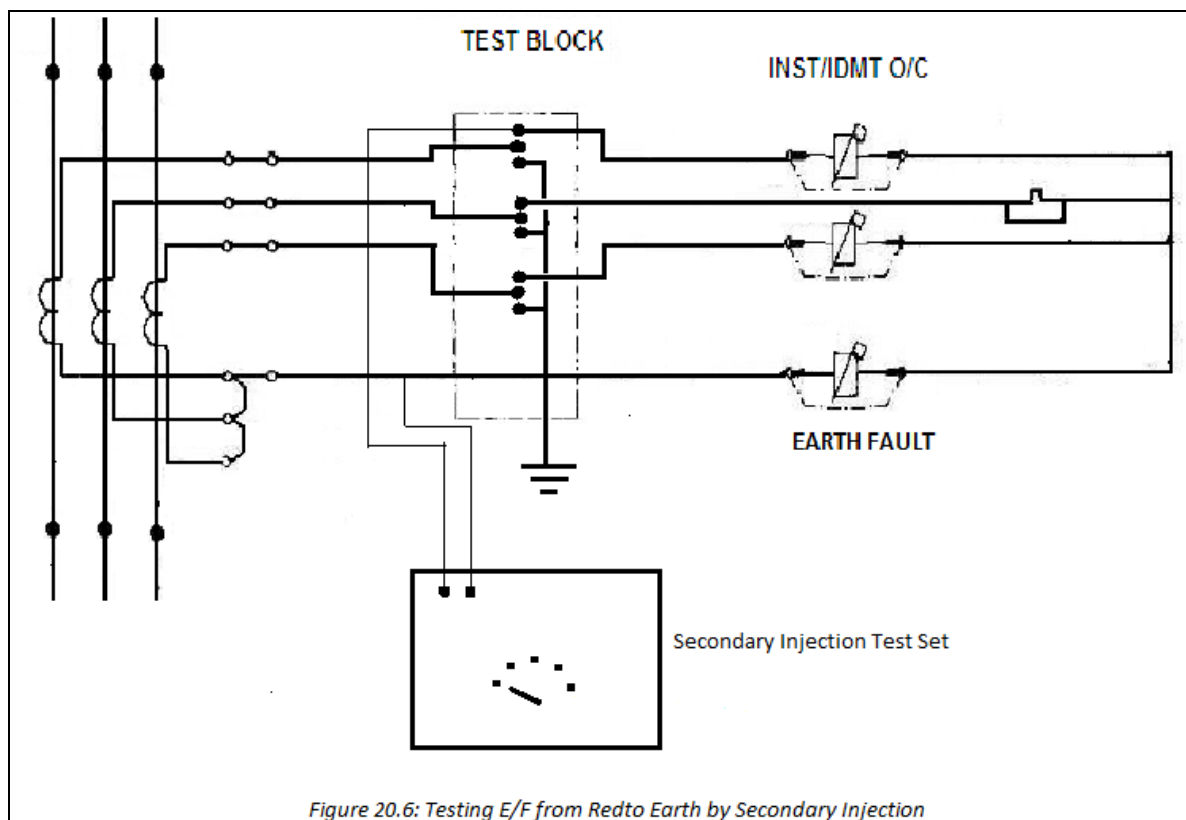 TEST BLOCK
INST/IDMT O/C
EARTH FAULT
Secondary Injection Test Set
Figure 20.6: Testing E/F from Redto Earth by Secondary Injection